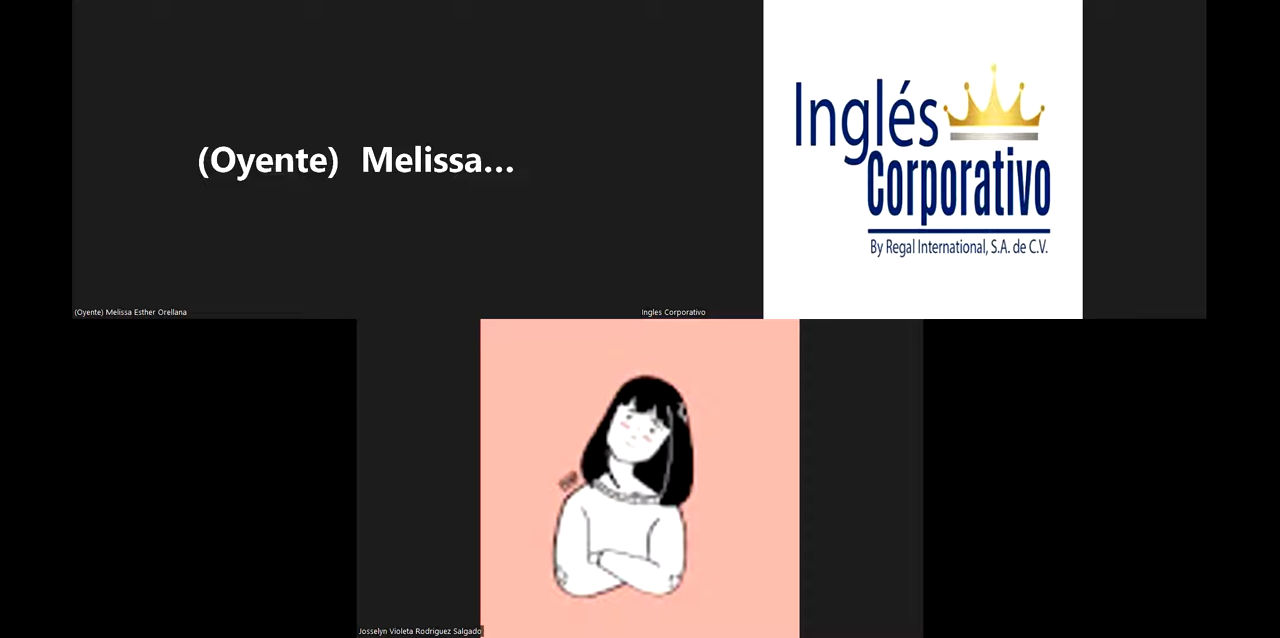 (Oyente) Melissa...
Inglés
Corporativo
By Regal International, S.A. de C.V.
(Oyente) Melissa Esther Orellana
Ingles Corporativo
Josselyn Violeta Rodriguez Salgado